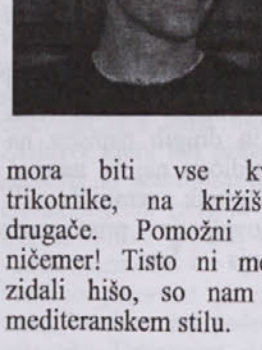 mora biti vse
trikotnike, na
drugače. Pomožni
ničemer! Tisto ni
zidali hišo, so nam
mediteranskem stilu.